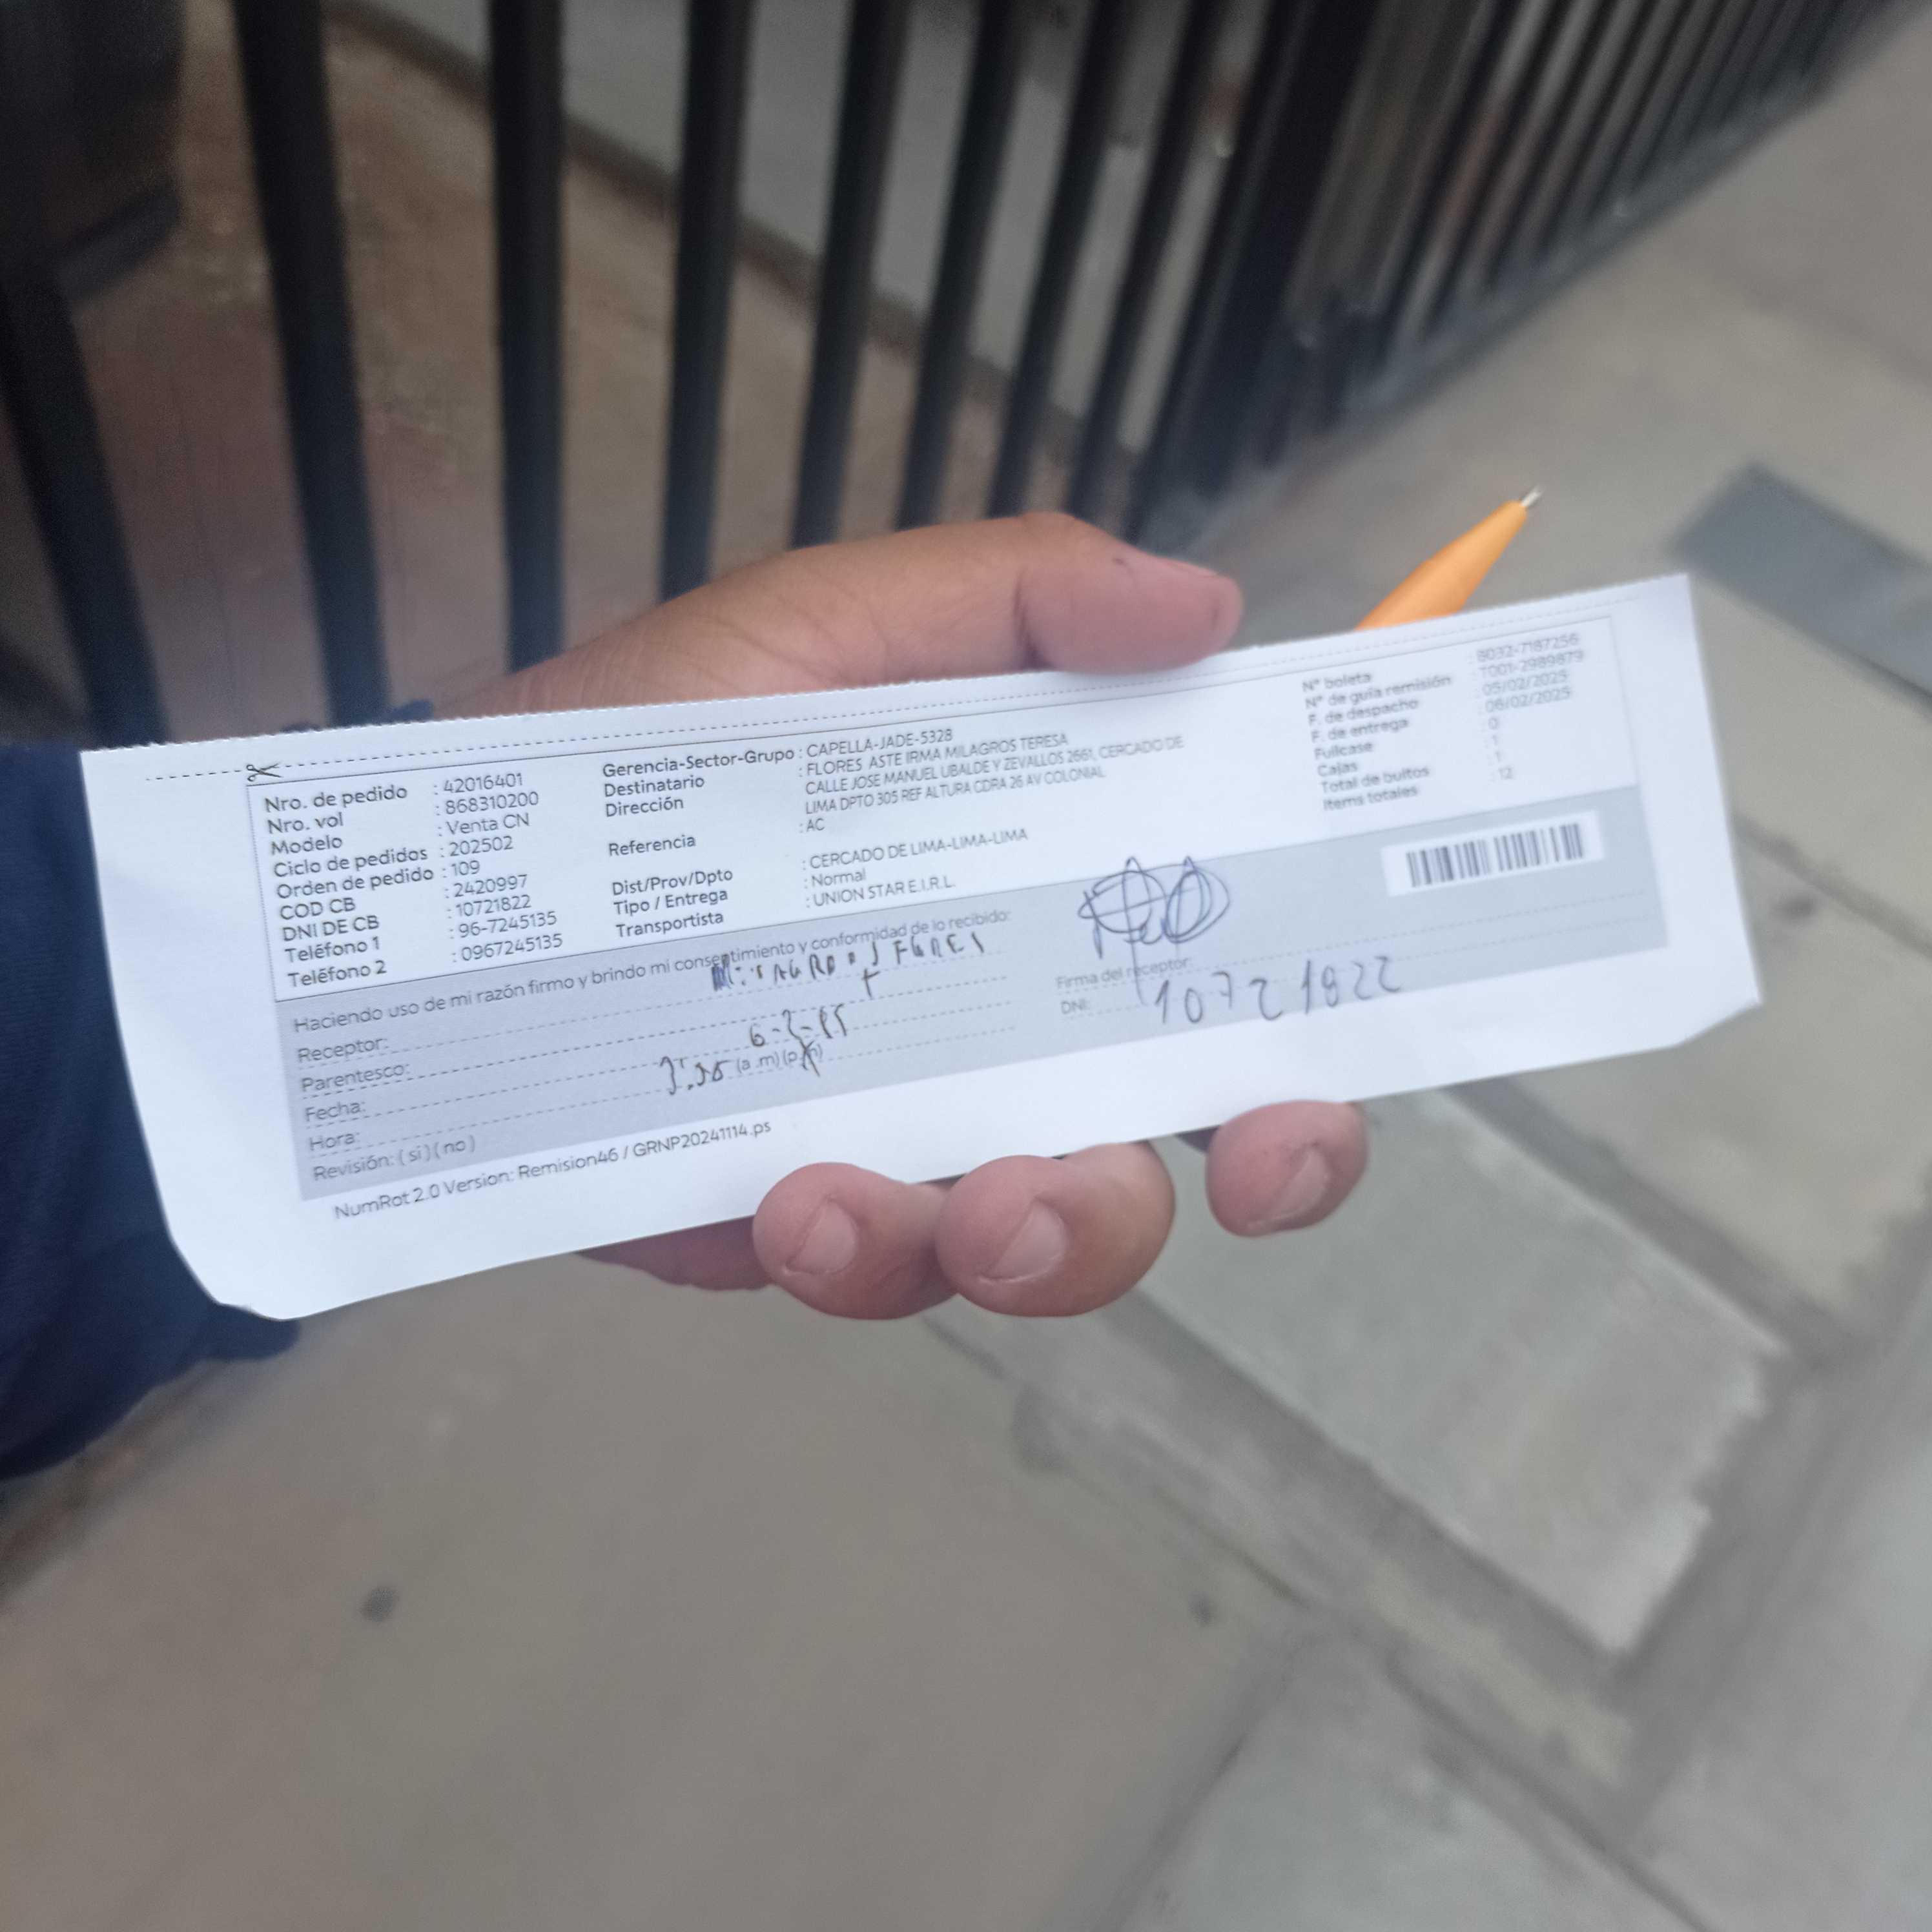 Nro. de pedido : 42016401
Nro. vol : 868310200
Modelo : Venta CN
Ciclo de pedidos : 202502
Orden de pedido : 109
COD CB : 2420997
DNI DE CB : 10721822
Teléfono 1 : 96-7245135
Teléfono 2 : 0967245135
Gerencia-Sector-Grupo : CAPELLA-JADE-5328
Destinatario : FLORES ASTE IRMA MILAGROS TERESA
Dirección CALLE JOSE MANUEL UBALDE Y ZEVALLOS 2661, CERCADO DE
LIMA DPTO 305 REF ALTURA CDRA 26 AV COLONIAL
Referencia : AC
Dist/Prov/Dpto : CERCADO DE LIMA-LIMA-LIMA
Tipo / Entrega : Normal
Transportista : UNION STAR E.I.R.L.
N° boleta : B032-7187256
N° de guía remisión : T001-2989879
F. de despacho : 05/02/2025
F. de entrega : 06/02/2025
Fullcase : 0
Cajas : 1
Total de bultos : 1
Items totales : 12
Haciendo uso de mi razón firmo y brindo mi consentimiento y conformidad de lo recibido:
Receptor:
Parentesco: T
Fecha: 6-2-25
Hora: (a .m) (p.m)
Revisión: ( si ) ( no )
Firma del receptor:
DNI: 10721822
NumRot 2.0 Version: Remision46 / GRNP20241114.ps